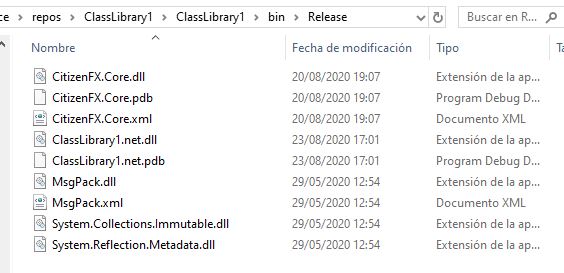 ce > repos > ClassLibrary1 > ClassLibrary1 > bin > Release
Buscar en R...
Nombre Fecha de modificación Tipo
CitizenFX.Core.dll 20/08/2020 19:07 Extensión de la ap...
CitizenFX.Core.pdb 20/08/2020 19:07 Program Debug D...
CitizenFX.Core.xml 20/08/2020 19:07 Documento XML
ClassLibrary1.net.dll 23/08/2020 17:01 Extensión de la ap...
ClassLibrary1.net.pdb 23/08/2020 17:01 Program Debug D...
MsgPack.dll 29/05/2020 12:54 Extensión de la ap...
MsgPack.xml 29/05/2020 12:54 Documento XML
System.Collections.Immutable.dll 29/05/2020 12:54 Extensión de la ap...
System.Reflection.Metadata.dll 29/05/2020 12:54 Extensión de la ap...